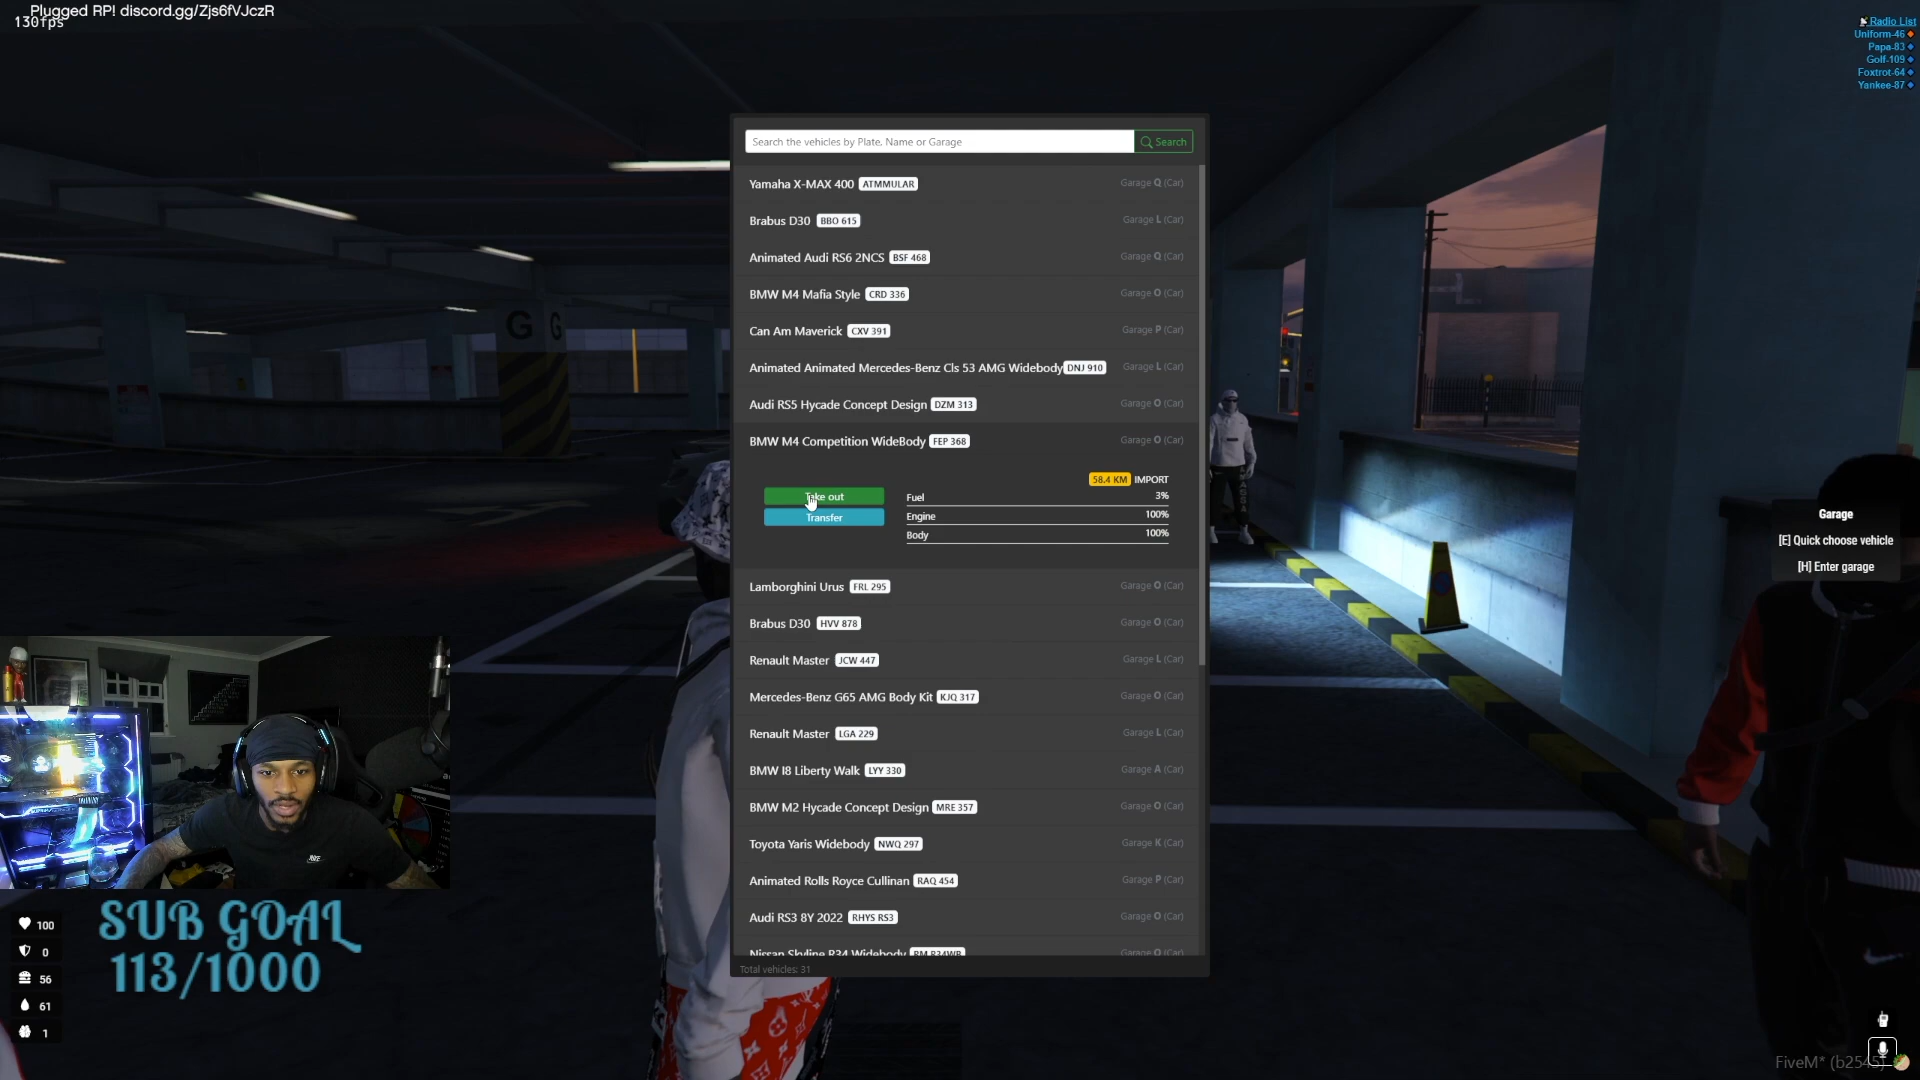 Plugged RP! discord.gg/Zjs6fVJczR
130fps
Radio List
Uniform-46
Papa-83
Golf-109
Foxtrot-64
Yankee-87
Search the vehicles by Plate, Name or Garage
Search
Yamaha X-MAX 400 ATMMULAR Garage Q (Car)
Brabus D30 BBO 615 Garage L (Car)
Animated Audi RS6 2NCS BSF 468 Garage Q (Car)
BMW M4 Mafia Style CRD 336 Garage O (Car)
Can Am Maverick CXV 391 Garage P (Car)
Animated Animated Mercedes-Benz Cls 53 AMG Widebody DNJ 910 Garage L (Car)
Audi RS5 Hycade Concept Design DZM 313 Garage O (Car)
BMW M4 Competition WideBody FEP 368 Garage O (Car)
58.4 KM IMPORT
Take out
Transfer
Fuel 3%
Engine 100%
Body 100%
Lamborghini Urus FRL 295 Garage O (Car)
Brabus D30 HVV 878 Garage O (Car)
Renault Master JCW 447 Garage L (Car)
Mercedes-Benz G65 AMG Body Kit KJQ 317 Garage O (Car)
Renault Master LGA 229 Garage L (Car)
BMW I8 Liberty Walk LYY 330 Garage A (Car)
BMW M2 Hycade Concept Design MRE 357 Garage O (Car)
Toyota Yaris Widebody NWQ 297 Garage K (Car)
Animated Rolls Royce Cullinan RAQ 454 Garage P (Car)
Audi RS3 8Y 2022 RHYS RS3 Garage O (Car)
Nissan Skyline R34 Widebody RM R34WB Garage O (Car)
Total vehicles: 31
Garage
[E] Quick choose vehicle
[H] Enter garage
G G
SUB GOAL
113/1000
100
0
56
61
1
FiveM* (b2545)